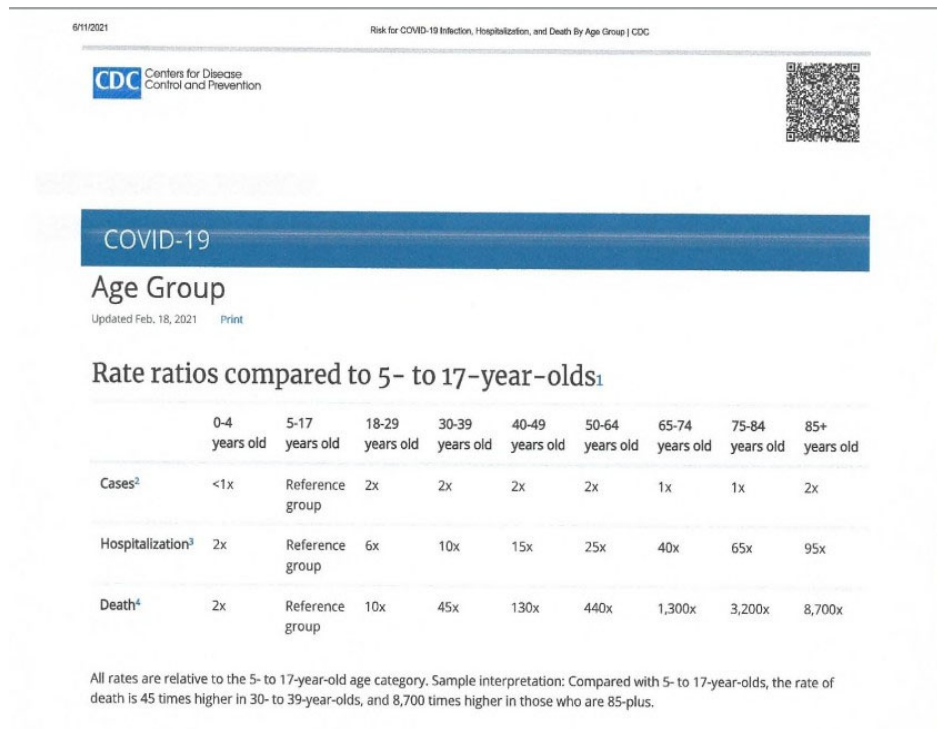 6/11/2021
Risk for COVID-19 Infection, Hospitalization, and Death By Age Group | CDC
CDC Centers for Disease
Control and Prevention
COVID-19
Age Group
Updated Feb. 18, 2021 Print
Rate ratios compared to 5- to 17-year-olds1
0-4 5-17 18-29 30-39 40-49 50-64 65-74 75-84 85+
years old years old years old years old years old years old years old years old years old
Cases2 <1x Reference 2x 2x 2x 2x 1x 1x 2x
group
Hospitalization3 2x Reference 6x 10x 15x 25x 40x 65x 95x
group
Death4 2x Reference 10x 45x 130x 440x 1,300x 3,200x 8,700x
group
All rates are relative to the 5- to 17-year-old age category. Sample interpretation: Compared with 5- to 17-year-olds, the rate of
death is 45 times higher in 30- to 39-year-olds, and 8,700 times higher in those who are 85-plus.